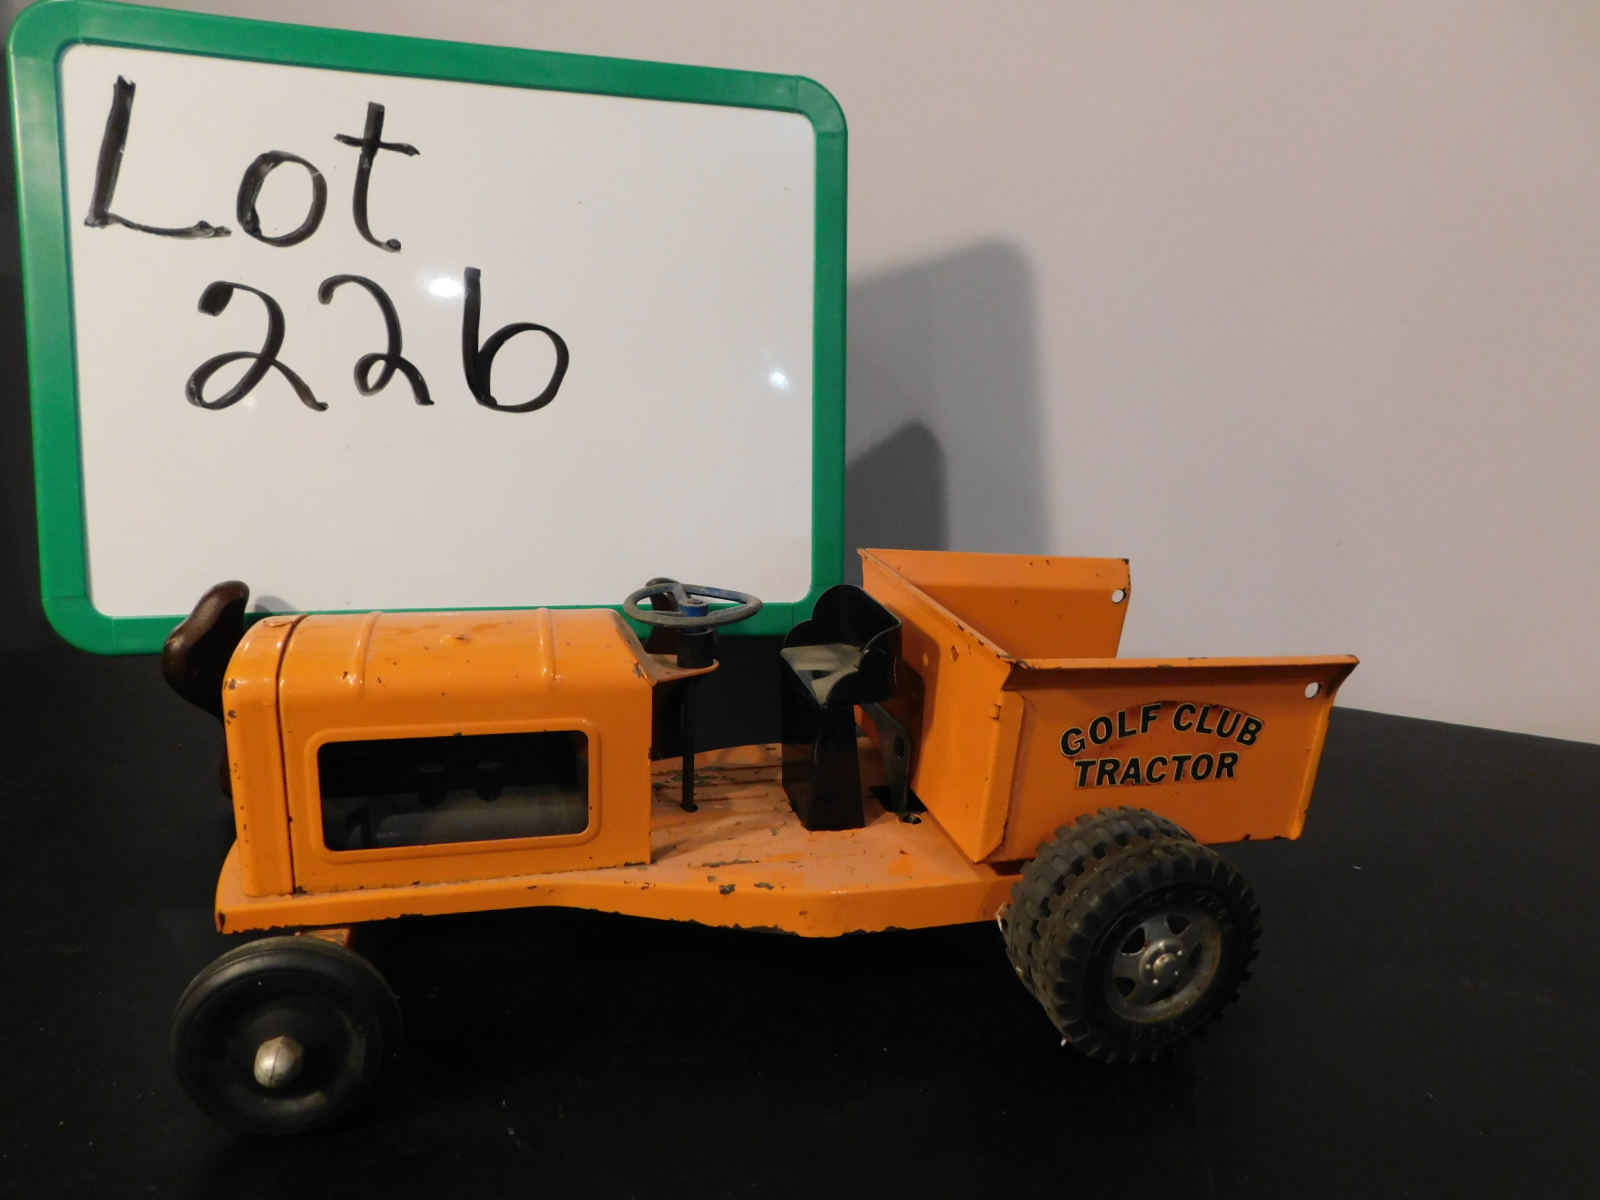 Lot
226
GOLF CLUB
TRACTOR